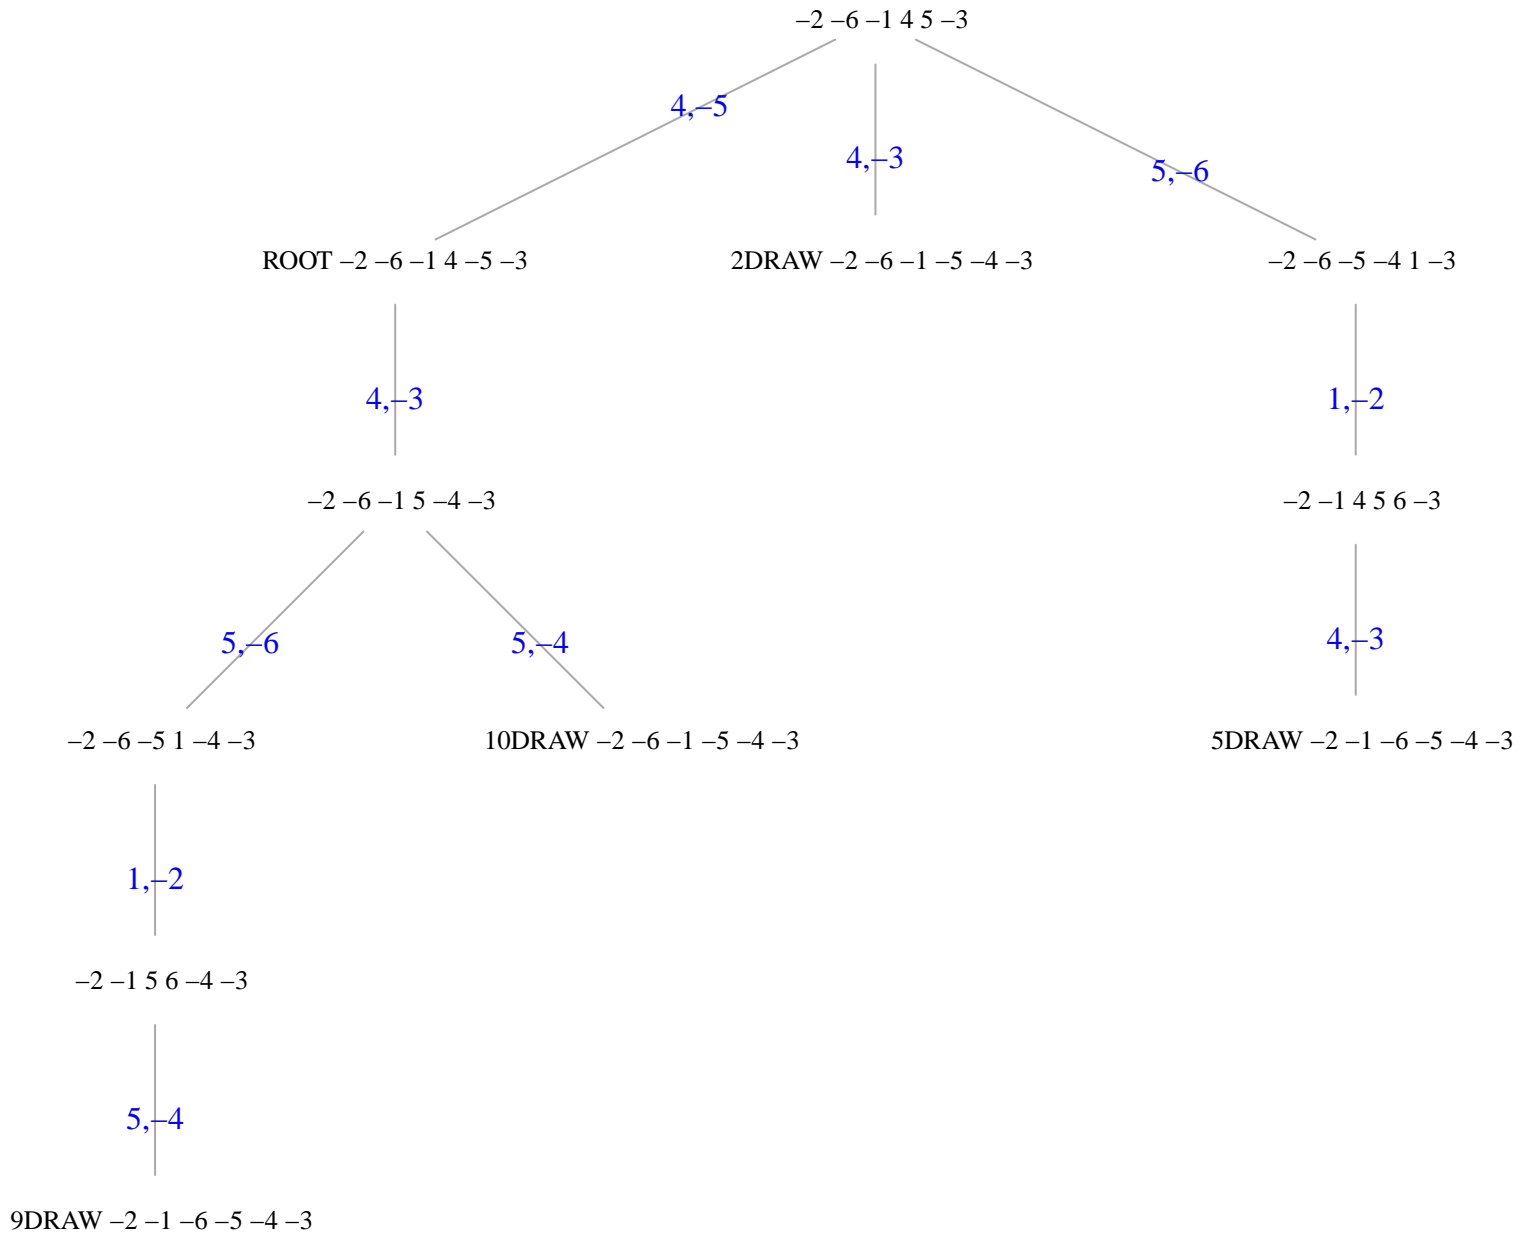 –2 –6 –1 4 5 –3
4,–5
4,–3
5,–6
ROOT –2 –6 –1 4 –5 –3
2DRAW –2 –6 –1 –5 –4 –3
–2 –6 –5 –4 1 –3
4,–3
1,–2
–2 –6 –1 5 –4 –3
–2 –1 4 5 6 –3
5,–6
5,–4
4,–3
–2 –6 –5 1 –4 –3
10DRAW –2 –6 –1 –5 –4 –3
5DRAW –2 –1 –6 –5 –4 –3
1,–2
–2 –1 5 6 –4 –3
5,–4
9DRAW –2 –1 –6 –5 –4 –3